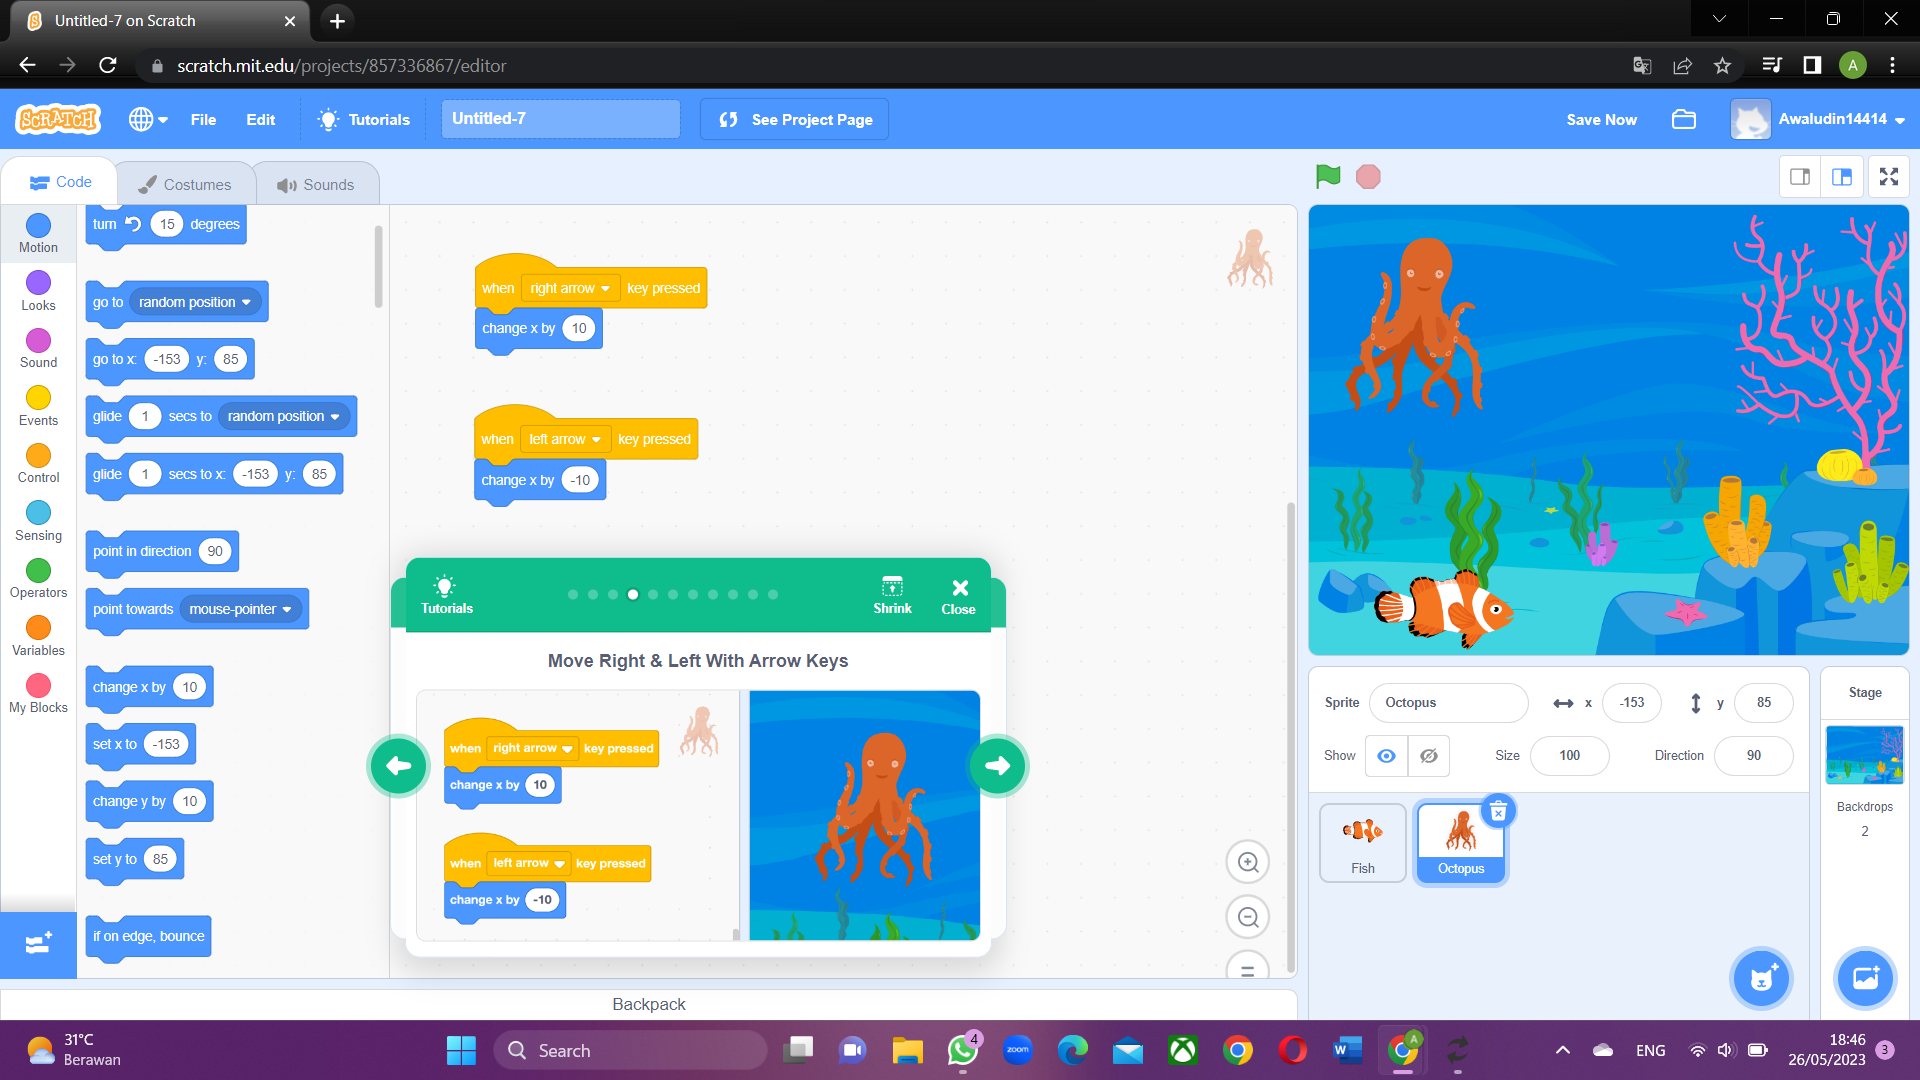 Untitled-7 on Scratch
scratch.mit.edu/projects/857336867/editor
A
SCRATCH
File
Edit
Tutorials
Untitled-7
See Project Page
Save Now
Awaludin14414
Code
Costumes
Sounds
Motion
Looks
Sound
Events
Control
Sensing
Operators
Variables
My Blocks
turn 15 degrees
go to random position
go to x: -153 y: 85
glide 1 secs to random position
glide 1 secs to x: -153 y: 85
point in direction 90
point towards mouse-pointer
change x by 10
set x to -153
change y by 10
set y to 85
if on edge, bounce
when right arrow key pressed
change x by 10
when left arrow key pressed
change x by -10
Tutorials
Shrink
Close
Move Right & Left With Arrow Keys
when right arrow key pressed
change x by 10
when left arrow key pressed
change x by -10
Backpack
Sprite Octopus x -153 y 85
Show Size 100 Direction 90
Fish
Octopus
Stage
Backdrops
2
31°C
Berawan
Search
4
zoom
W
A
ENG
18:46
26/05/2023
3